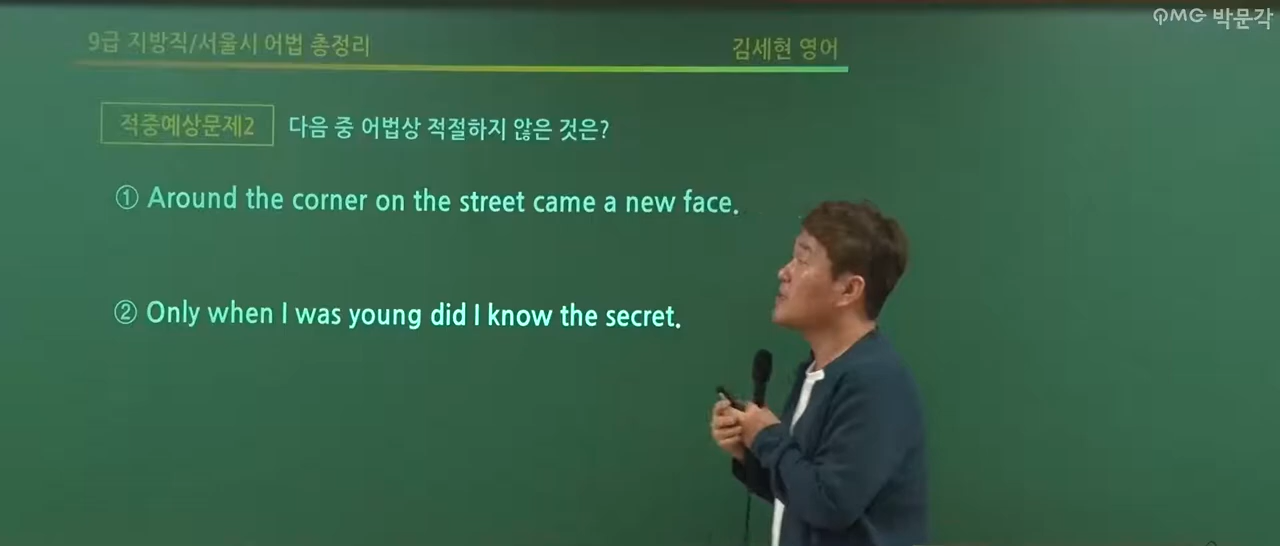 QMG 박문각
9급 지방직/서울시 어법 총정리
김세현 영어
적중예상문제2 다음 중 어법상 적절하지 않은 것은?
① Around the corner on the street came a new face.
② Only when I was young did I know the secret.